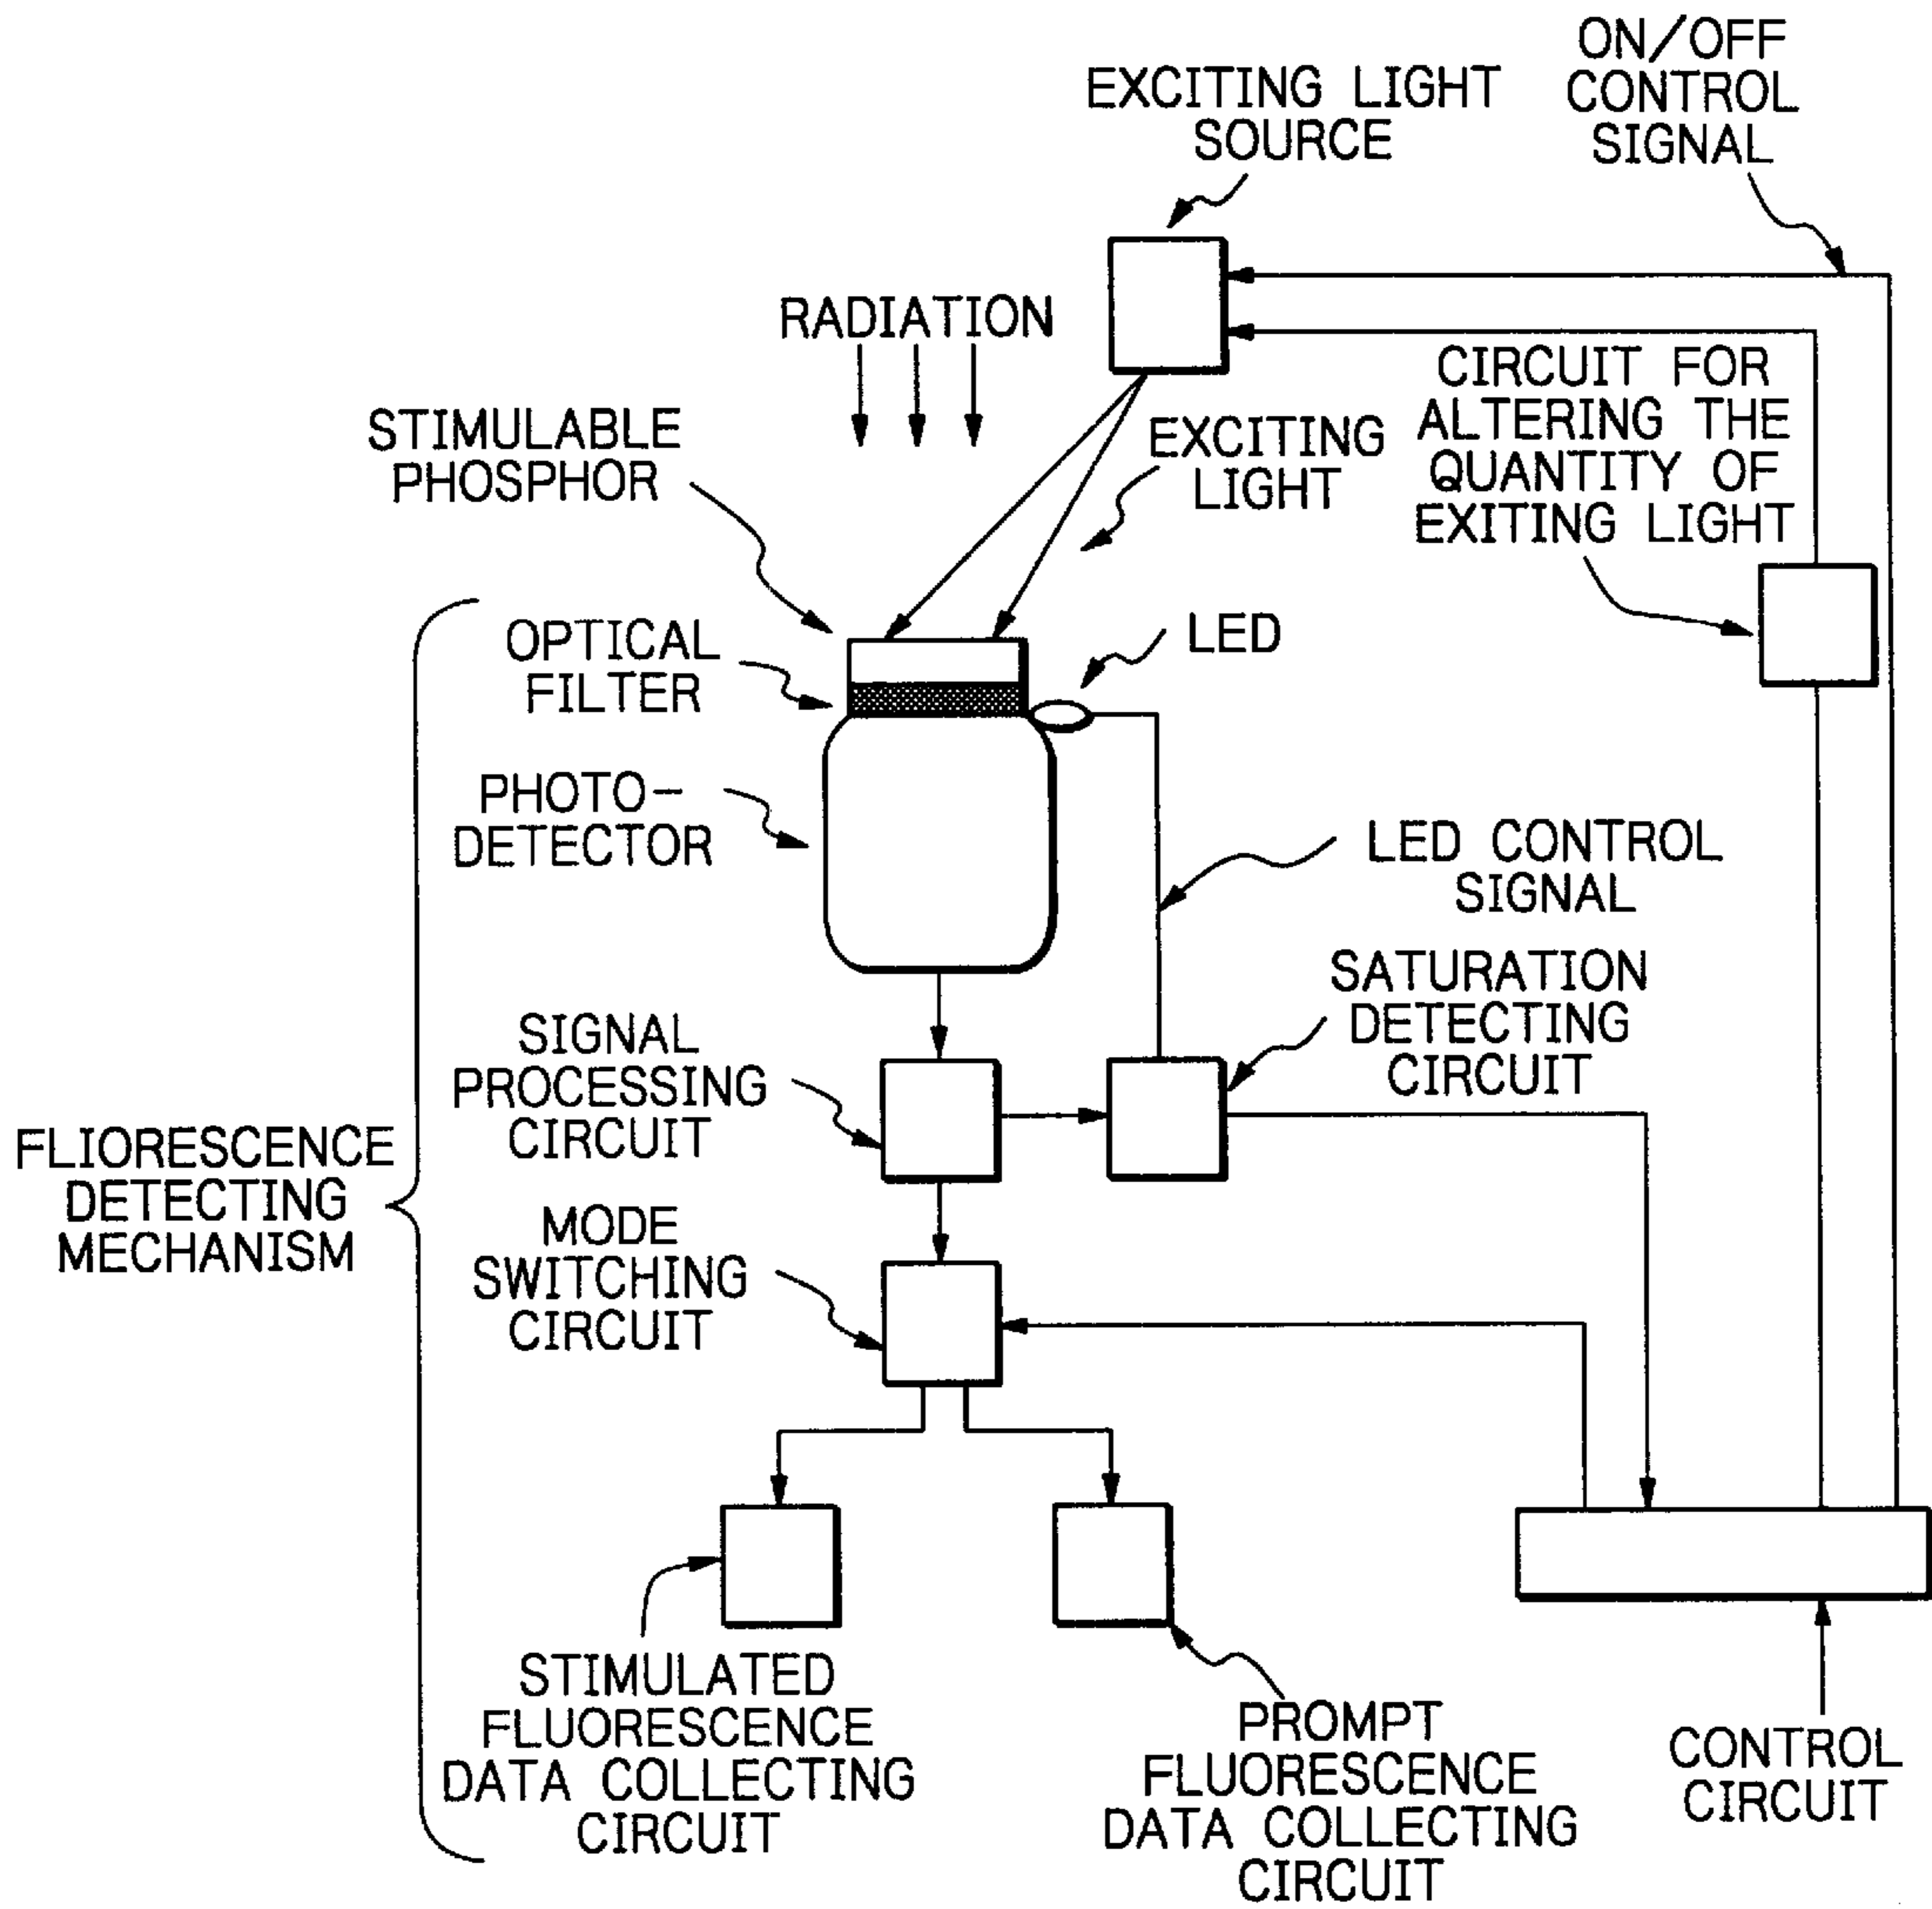 ON/OFF
CONTROL
SIGNAL
EXCITING LIGHT
SOURCE
RADIATION
CIRCUIT FOR
ALTERING THE
QUANTITY OF
EXITING LIGHT
STIMULABLE
PHOSPHOR
EXCITING
LIGHT
OPTICAL
FILTER
LED
PHOTO-
DETECTOR
LED CONTROL
SIGNAL
SATURATION
DETECTING
CIRCUIT
SIGNAL
PROCESSING
CIRCUIT
FLIORESCENCE
DETECTING
MECHANISM
MODE
SWITCHING
CIRCUIT
STIMULATED
FLUORESCENCE
DATA COLLECTING
CIRCUIT
PROMPT
FLUORESCENCE
DATA COLLECTING
CIRCUIT
CONTROL
CIRCUIT